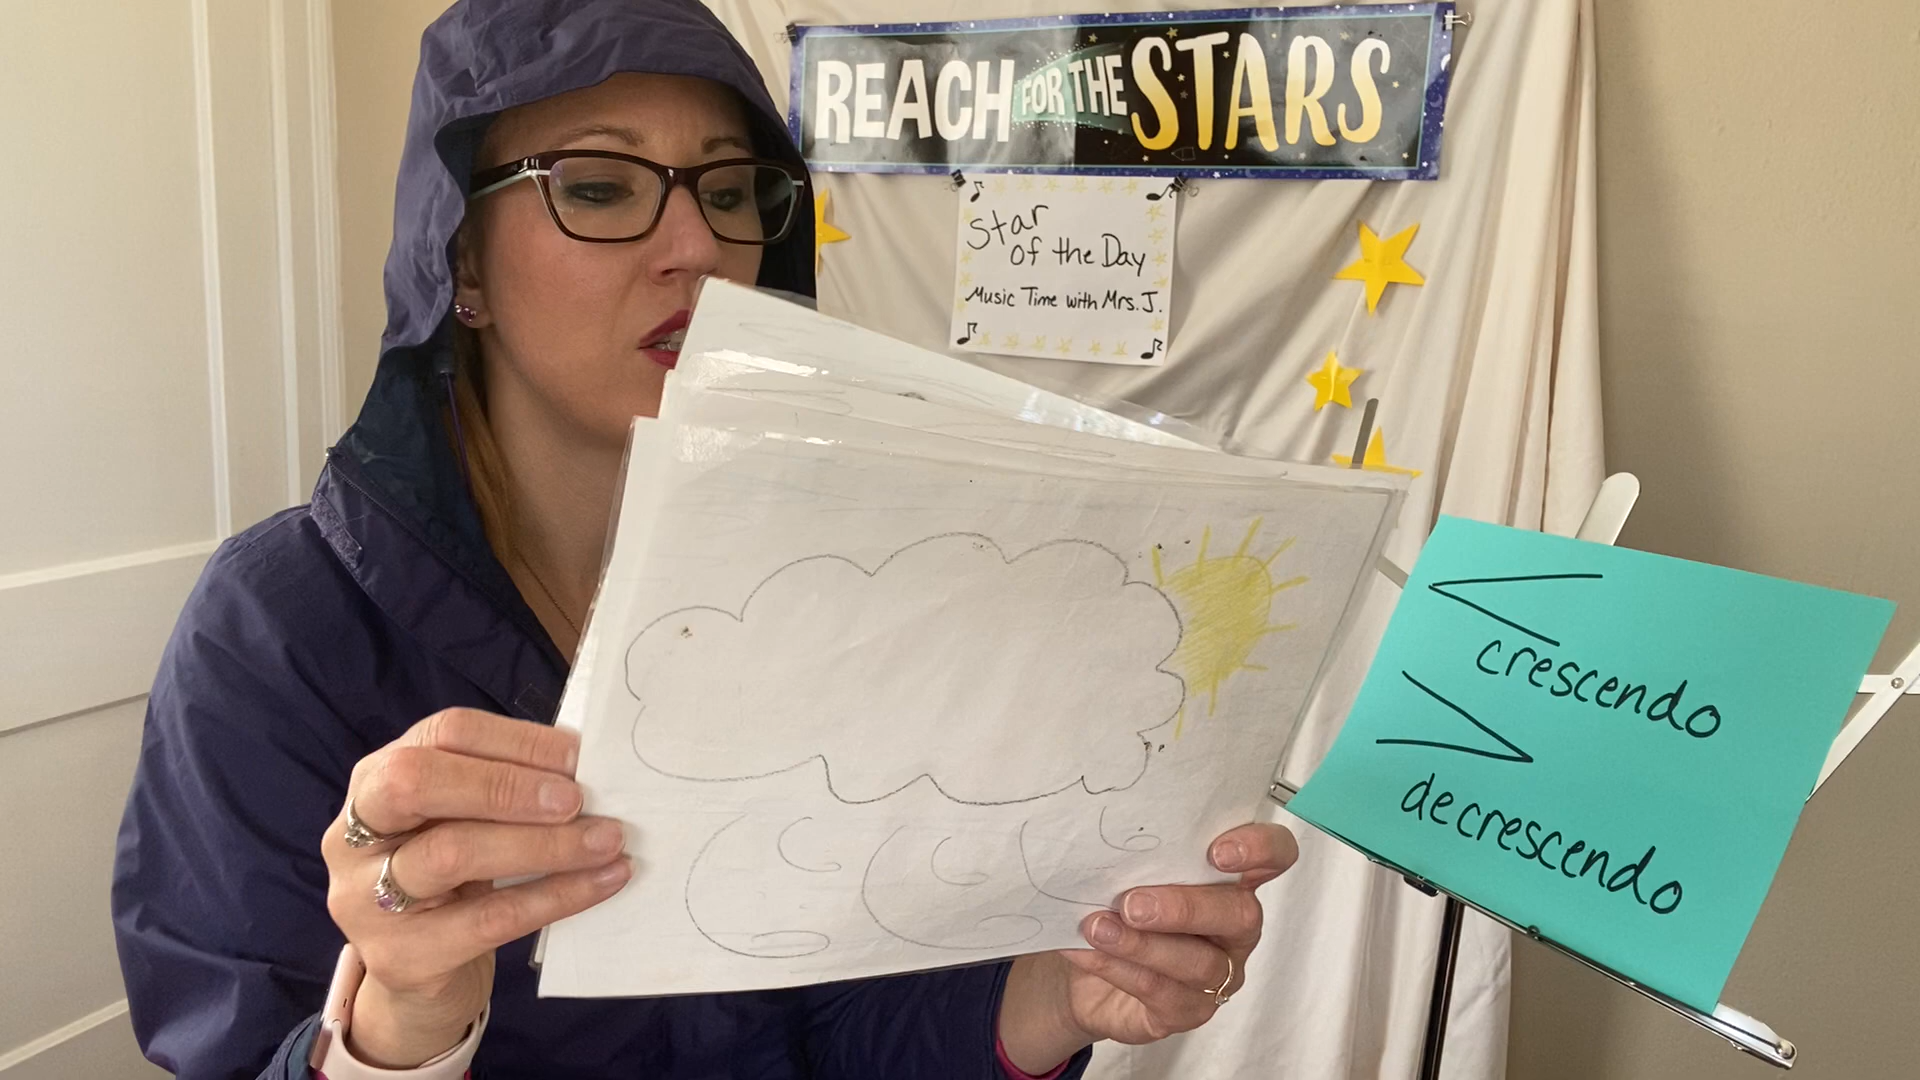 REACH FOR THE STARS
Star
of the Day
Music Time with Mrs. J.
crescendo
decrescendo